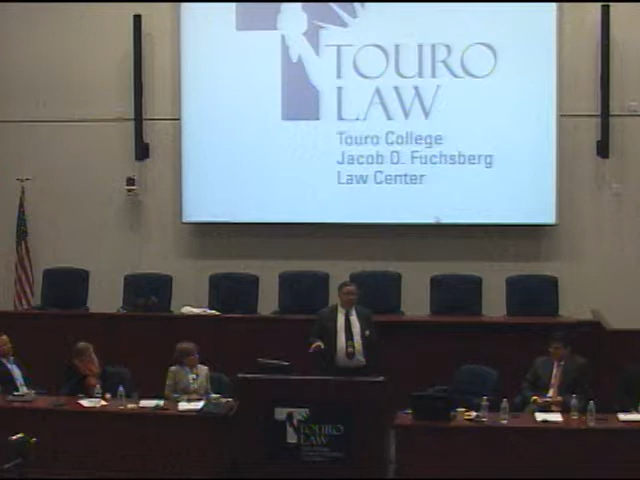 TOURO
LAW
Touro College
Jacob D. Fuchsberg
Law Center
TOURO
LAW